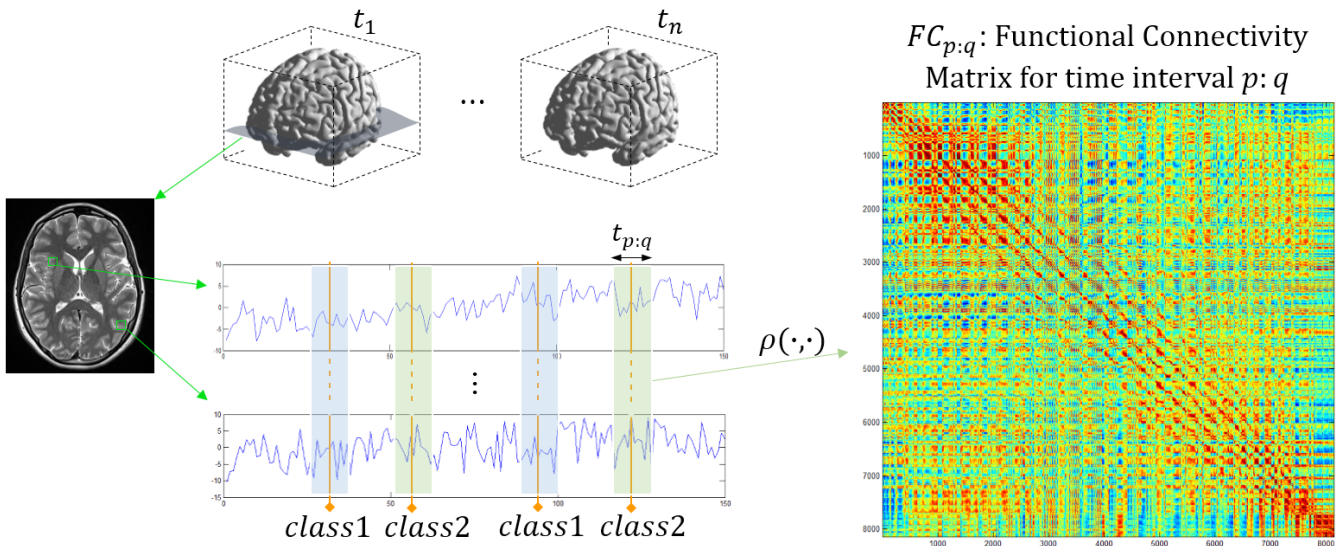 t₁
...
tₙ
FC_{p:q}: Functional Connectivity
Matrix for time interval p: q
1000
2000
3000
4000
5000
6000
7000
8000
1000 2000 3000 4000 5000 6000 7000 8000
t_{p:q}
10
5
0
-5
-10
0 50 100 150
ρ(·,·)
⋮
10
5
0
-5
-10
-15
0 50 100 150
class1 class2 class1 class2